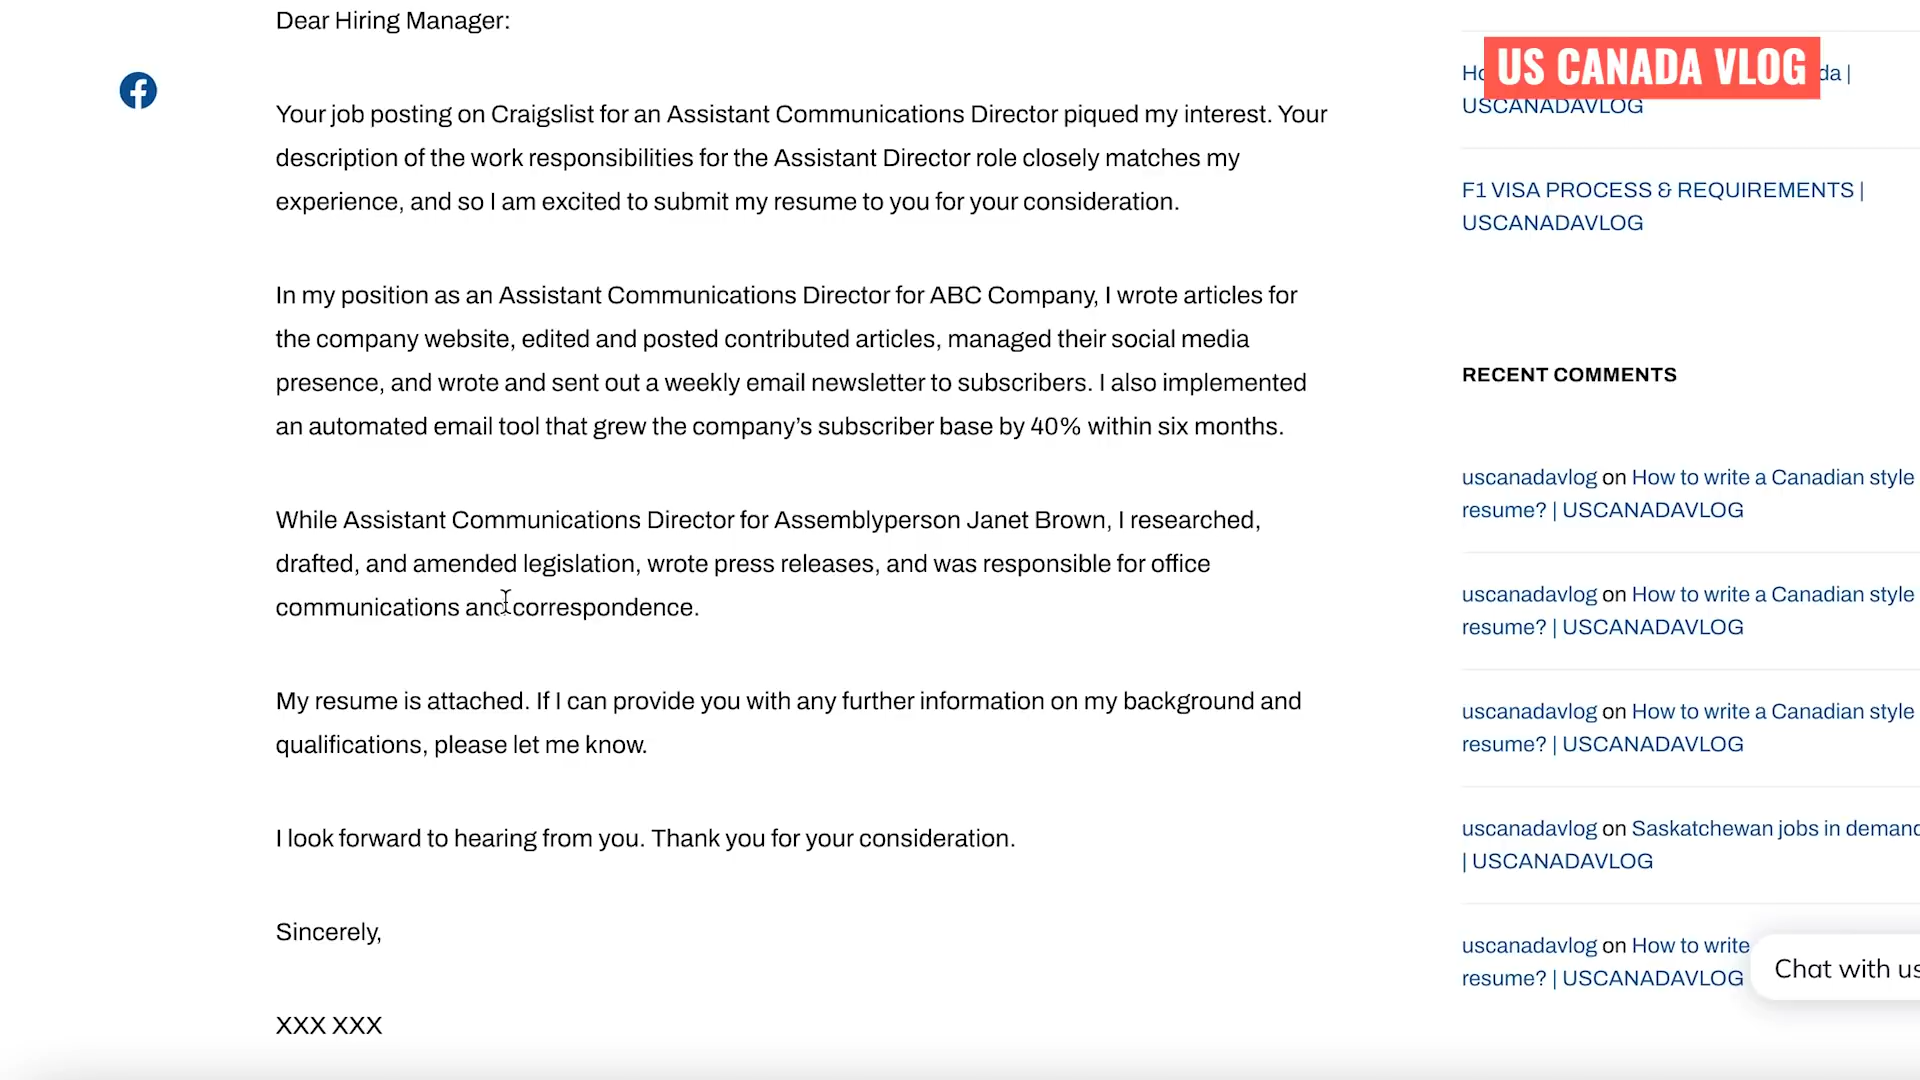 Dear Hiring Manager:
Your job posting on Craigslist for an Assistant Communications Director piqued my interest. Your
description of the work responsibilities for the Assistant Director role closely matches my
experience, and so I am excited to submit my resume to you for your consideration.
In my position as an Assistant Communications Director for ABC Company, I wrote articles for
the company website, edited and posted contributed articles, managed their social media
presence, and wrote and sent out a weekly email newsletter to subscribers. I also implemented
an automated email tool that grew the company’s subscriber base by 40% within six months.
While Assistant Communications Director for Assemblyperson Janet Brown, I researched,
drafted, and amended legislation, wrote press releases, and was responsible for office
communications and correspondence.
My resume is attached. If I can provide you with any further information on my background and
qualifications, please let me know.
I look forward to hearing from you. Thank you for your consideration.
Sincerely,
XXX XXX
US CANADA VLOG
|
USCANADAVLOG
F1 VISA PROCESS & REQUIREMENTS |
USCANADAVLOG
RECENT COMMENTS
uscanadavlog on How to write a Canadian style
resume? | USCANADAVLOG
uscanadavlog on How to write a Canadian style
resume? | USCANADAVLOG
uscanadavlog on How to write a Canadian style
resume? | USCANADAVLOG
uscanadavlog on Saskatchewan jobs in demand
| USCANADAVLOG
uscanadavlog on How to write
resume? | USCANADAVLOG
Chat with us